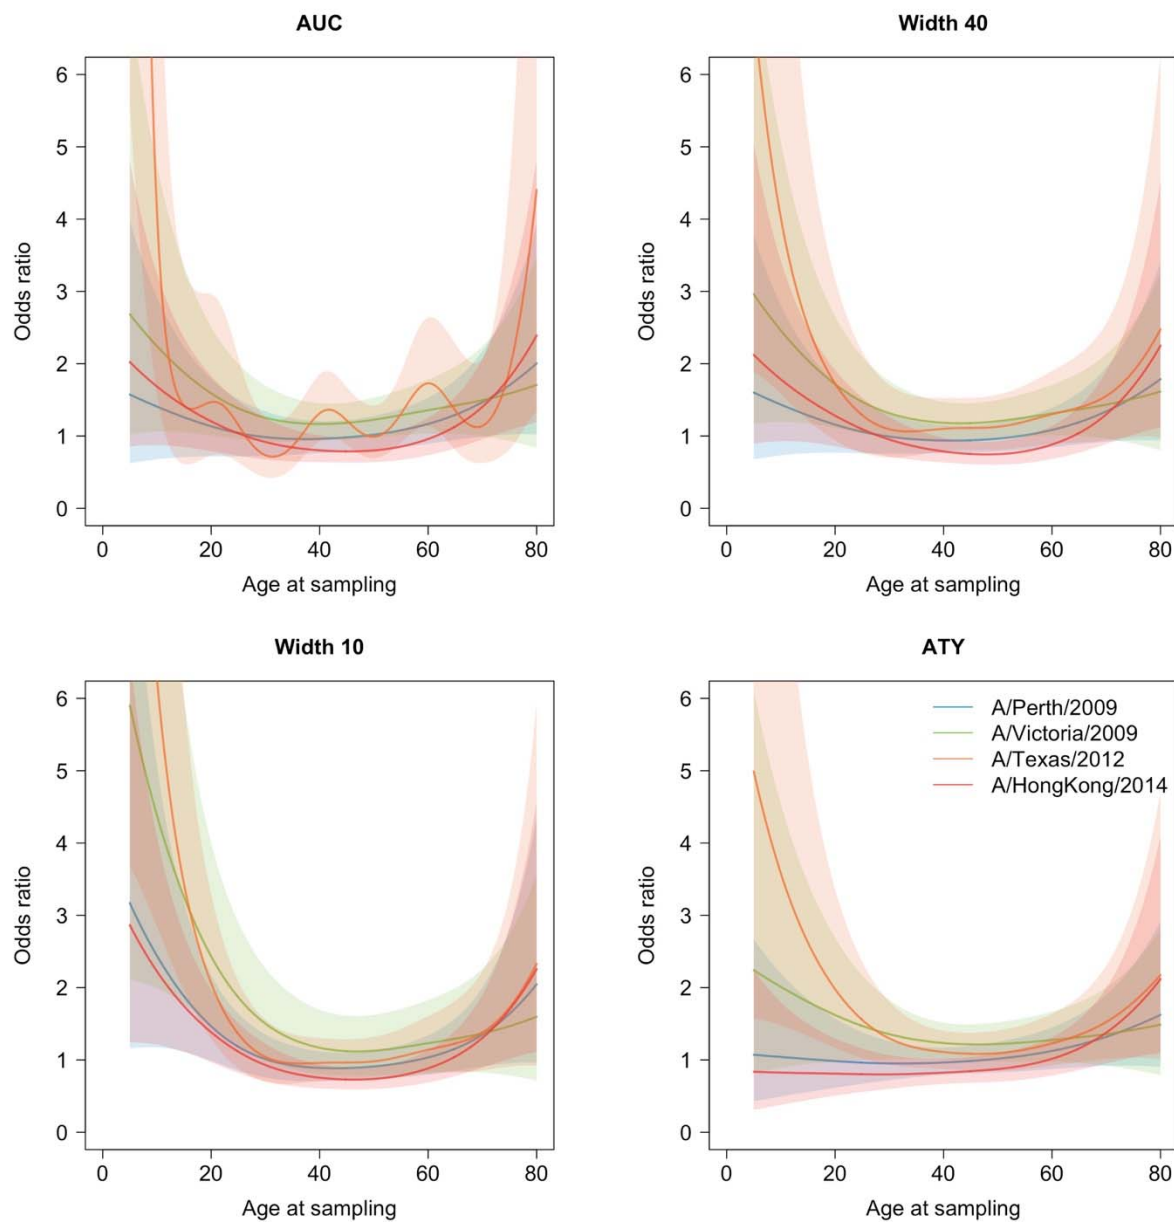 AUC
6
5
4
3
2
1
0
Odds ratio
0 20 40 60 80
Age at sampling
Width 40
6
5
4
3
2
1
0
Odds ratio
0 20 40 60 80
Age at sampling
Width 10
6
5
4
3
2
1
0
Odds ratio
0 20 40 60 80
Age at sampling
ATY
6
5
4
3
2
1
0
Odds ratio
A/Perth/2009
A/Victoria/2009
A/Texas/2012
A/HongKong/2014
0 20 40 60 80
Age at sampling